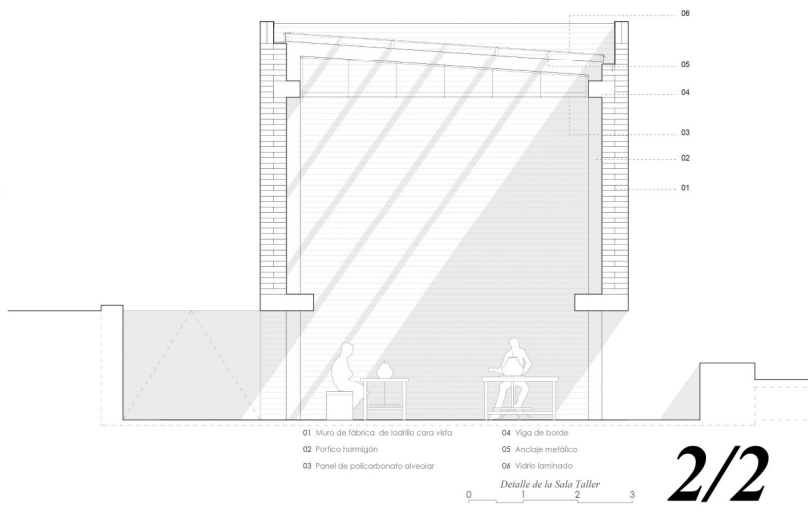 06
05
04
03
02
01
01 Muro de fábrica de ladrillo cara vista
02 Portico hormigón
03 Panel de policarbonato alveolar
04 Viga de borde
05 Anclaje metálico
06 Vidrio laminado
Detalle de la Sala Taller
0 1 2 3
2/2